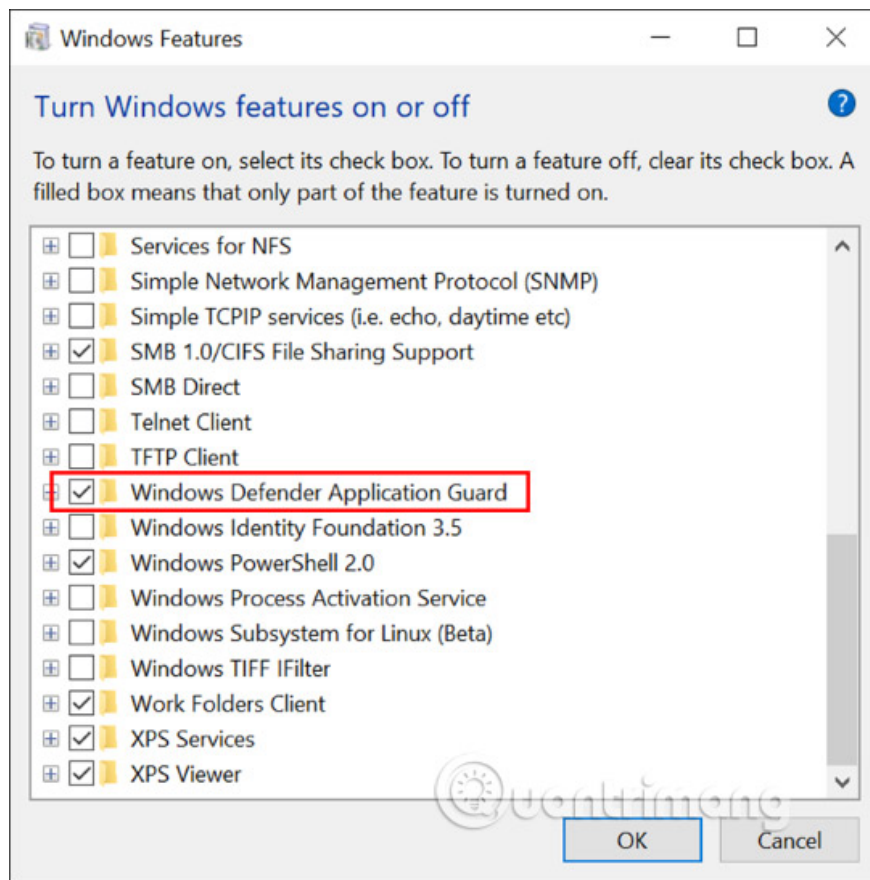 Windows Features
Turn Windows features on or off
?
To turn a feature on, select its check box. To turn a feature off, clear its check box. A
filled box means that only part of the feature is turned on.
Services for NFS
Simple Network Management Protocol (SNMP)
Simple TCPIP services (i.e. echo, daytime etc)
SMB 1.0/CIFS File Sharing Support
SMB Direct
Telnet Client
TFTP Client
Windows Defender Application Guard
Windows Identity Foundation 3.5
Windows PowerShell 2.0
Windows Process Activation Service
Windows Subsystem for Linux (Beta)
Windows TIFF IFilter
Work Folders Client
XPS Services
XPS Viewer
Quantrimang
OK
Cancel